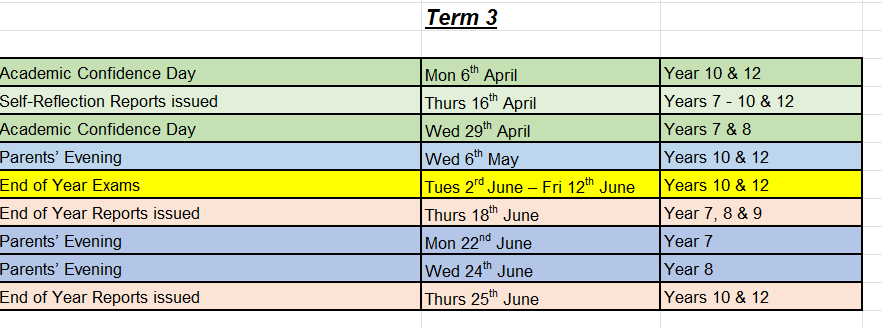 Term 3
Academic Confidence Day Mon 6th April Year 10 & 12
Self-Reflection Reports issued Thurs 16th April Years 7 - 10 & 12
Academic Confidence Day Wed 29th April Years 7 & 8
Parents’ Evening Wed 6th May Years 10 & 12
End of Year Exams Tues 2rd June – Fri 12th June Years 10 & 12
End of Year Reports issued Thurs 18th June Year 7, 8 & 9
Parents’ Evening Mon 22nd June Year 7
Parents’ Evening Wed 24th June Year 8
End of Year Reports issued Thurs 25th June Years 10 & 12